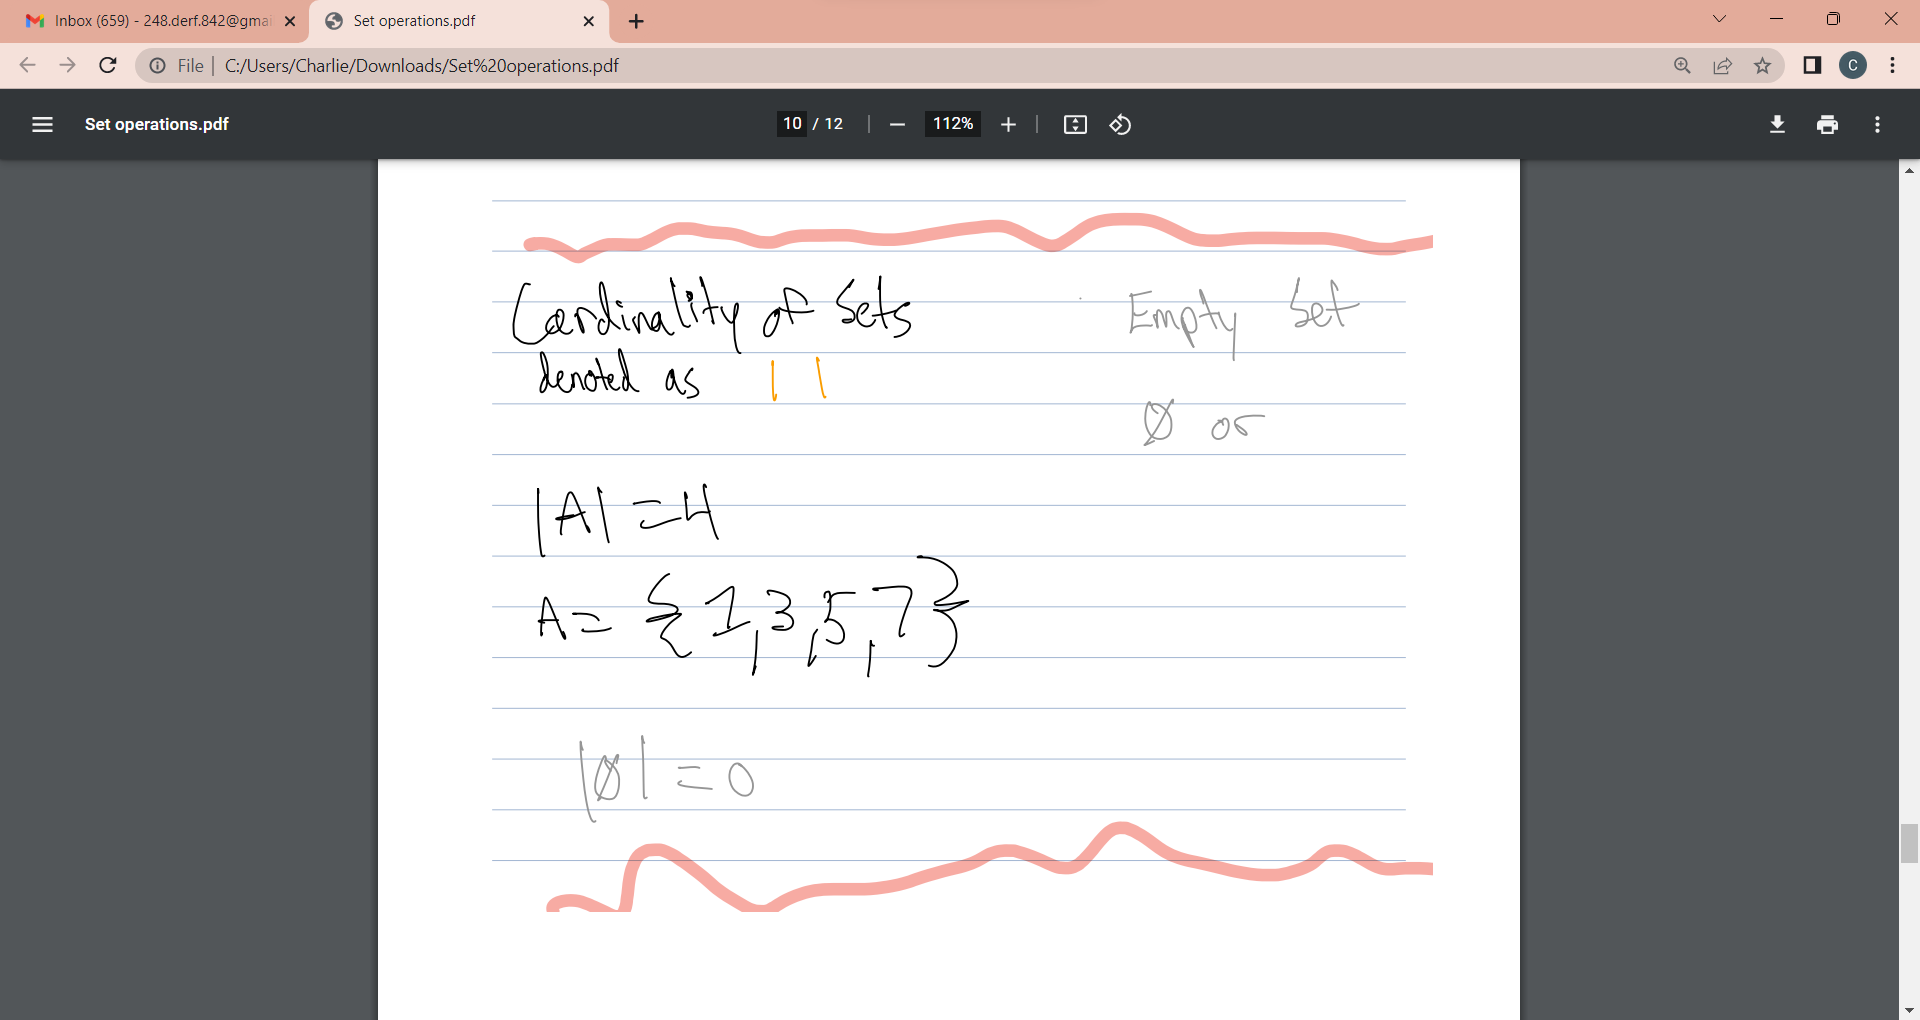 Inbox (659) - 248.derf.842@gmai
Set operations.pdf
File | C:/Users/Charlie/Downloads/Set%20operations.pdf
C
Set operations.pdf
10 / 12
112%
Cardinality of Sets
denoted as | |
Empty Set
∅ or
|A| = 4
A = {1,3,5,7}
|∅| = 0